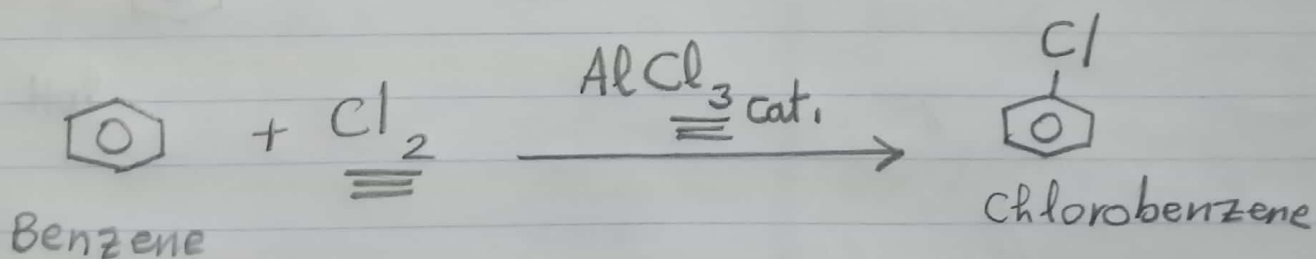 Cl
AlCl₃ cat.
+ Cl₂
Benzene
Chlorobenzene